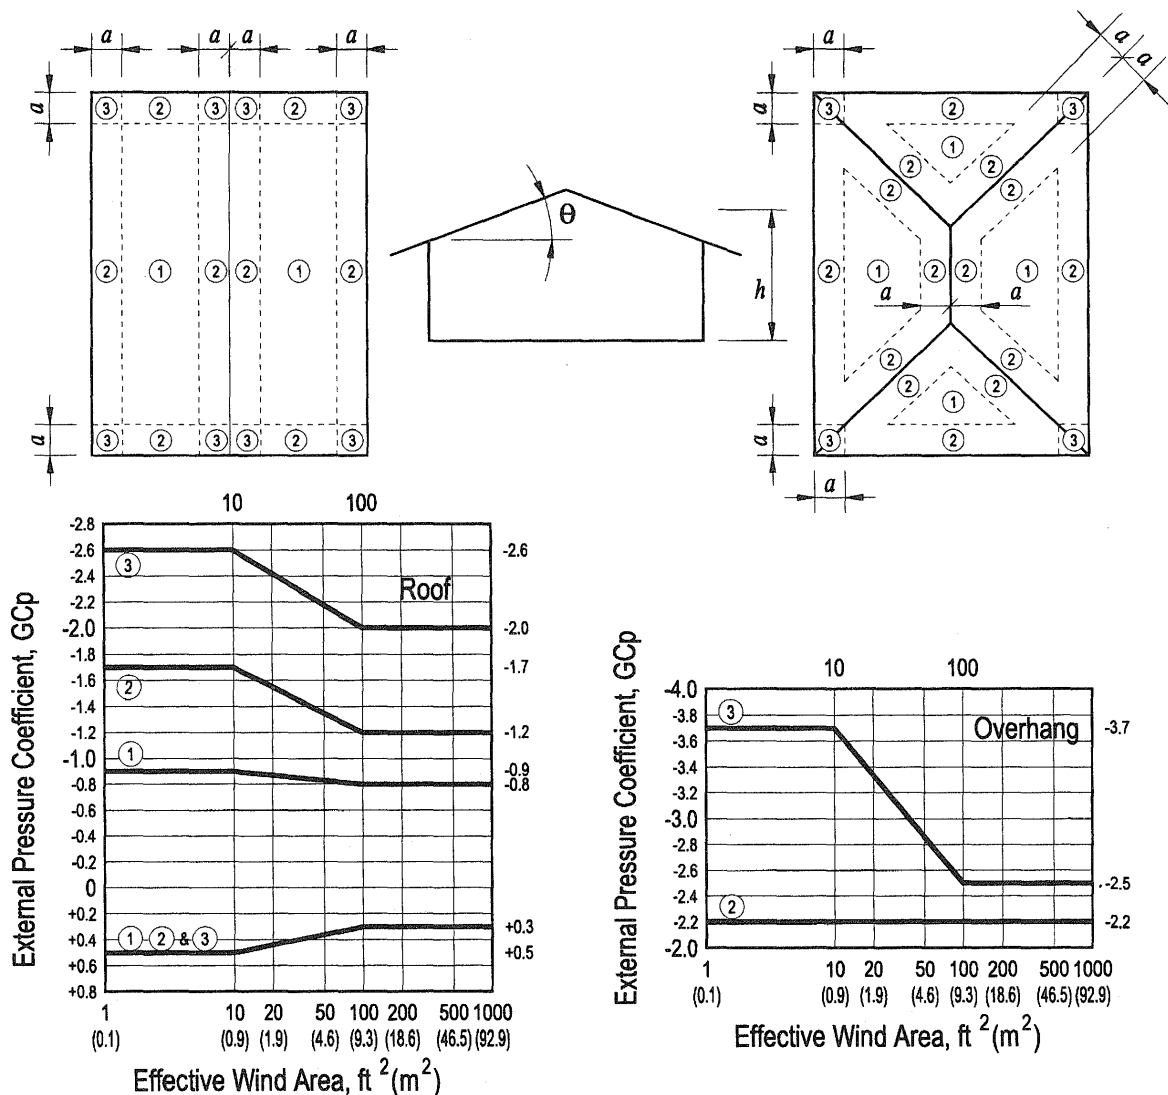 a a a a
a
3 2 3 3 2 3
2 1 2 2 1 2
3 2 3 3 2 3
a
θ
h
a a a
a
3 2 3
1
2 2
2 2
2 1 2 2 1 2
a a
2 2
2 2
1
3 2 3
a
a
10 100
-2.8
-2.6
-2.4
-2.2
-2.0
-1.8
-1.6
-1.4
-1.2
-1.0
-0.8
-0.6
-0.4
-0.2
0
+0.2
+0.4
+0.6
+0.8
External Pressure Coefficient, GCp
Roof
3
2
1
1 2 & 3
-2.6
-2.0
-1.7
-1.2
-0.9
-0.8
+0.3
+0.5
1 10 20 50 100 200 500 1000
(0.1) (0.9) (1.9) (4.6) (9.3) (18.6) (46.5) (92.9)
Effective Wind Area, ft 2 (m2)
10 100
-4.0
-3.8
-3.6
-3.4
-3.2
-3.0
-2.8
-2.6
-2.4
-2.2
-2.0
External Pressure Coefficient, GCp
Overhang
3
2
-3.7
-2.5
-2.2
1 10 20 50 100 200 500 1000
(0.1) (0.9) (1.9) (4.6) (9.3) (18.6) (46.5) (92.9)
Effective Wind Area, ft 2 (m2)